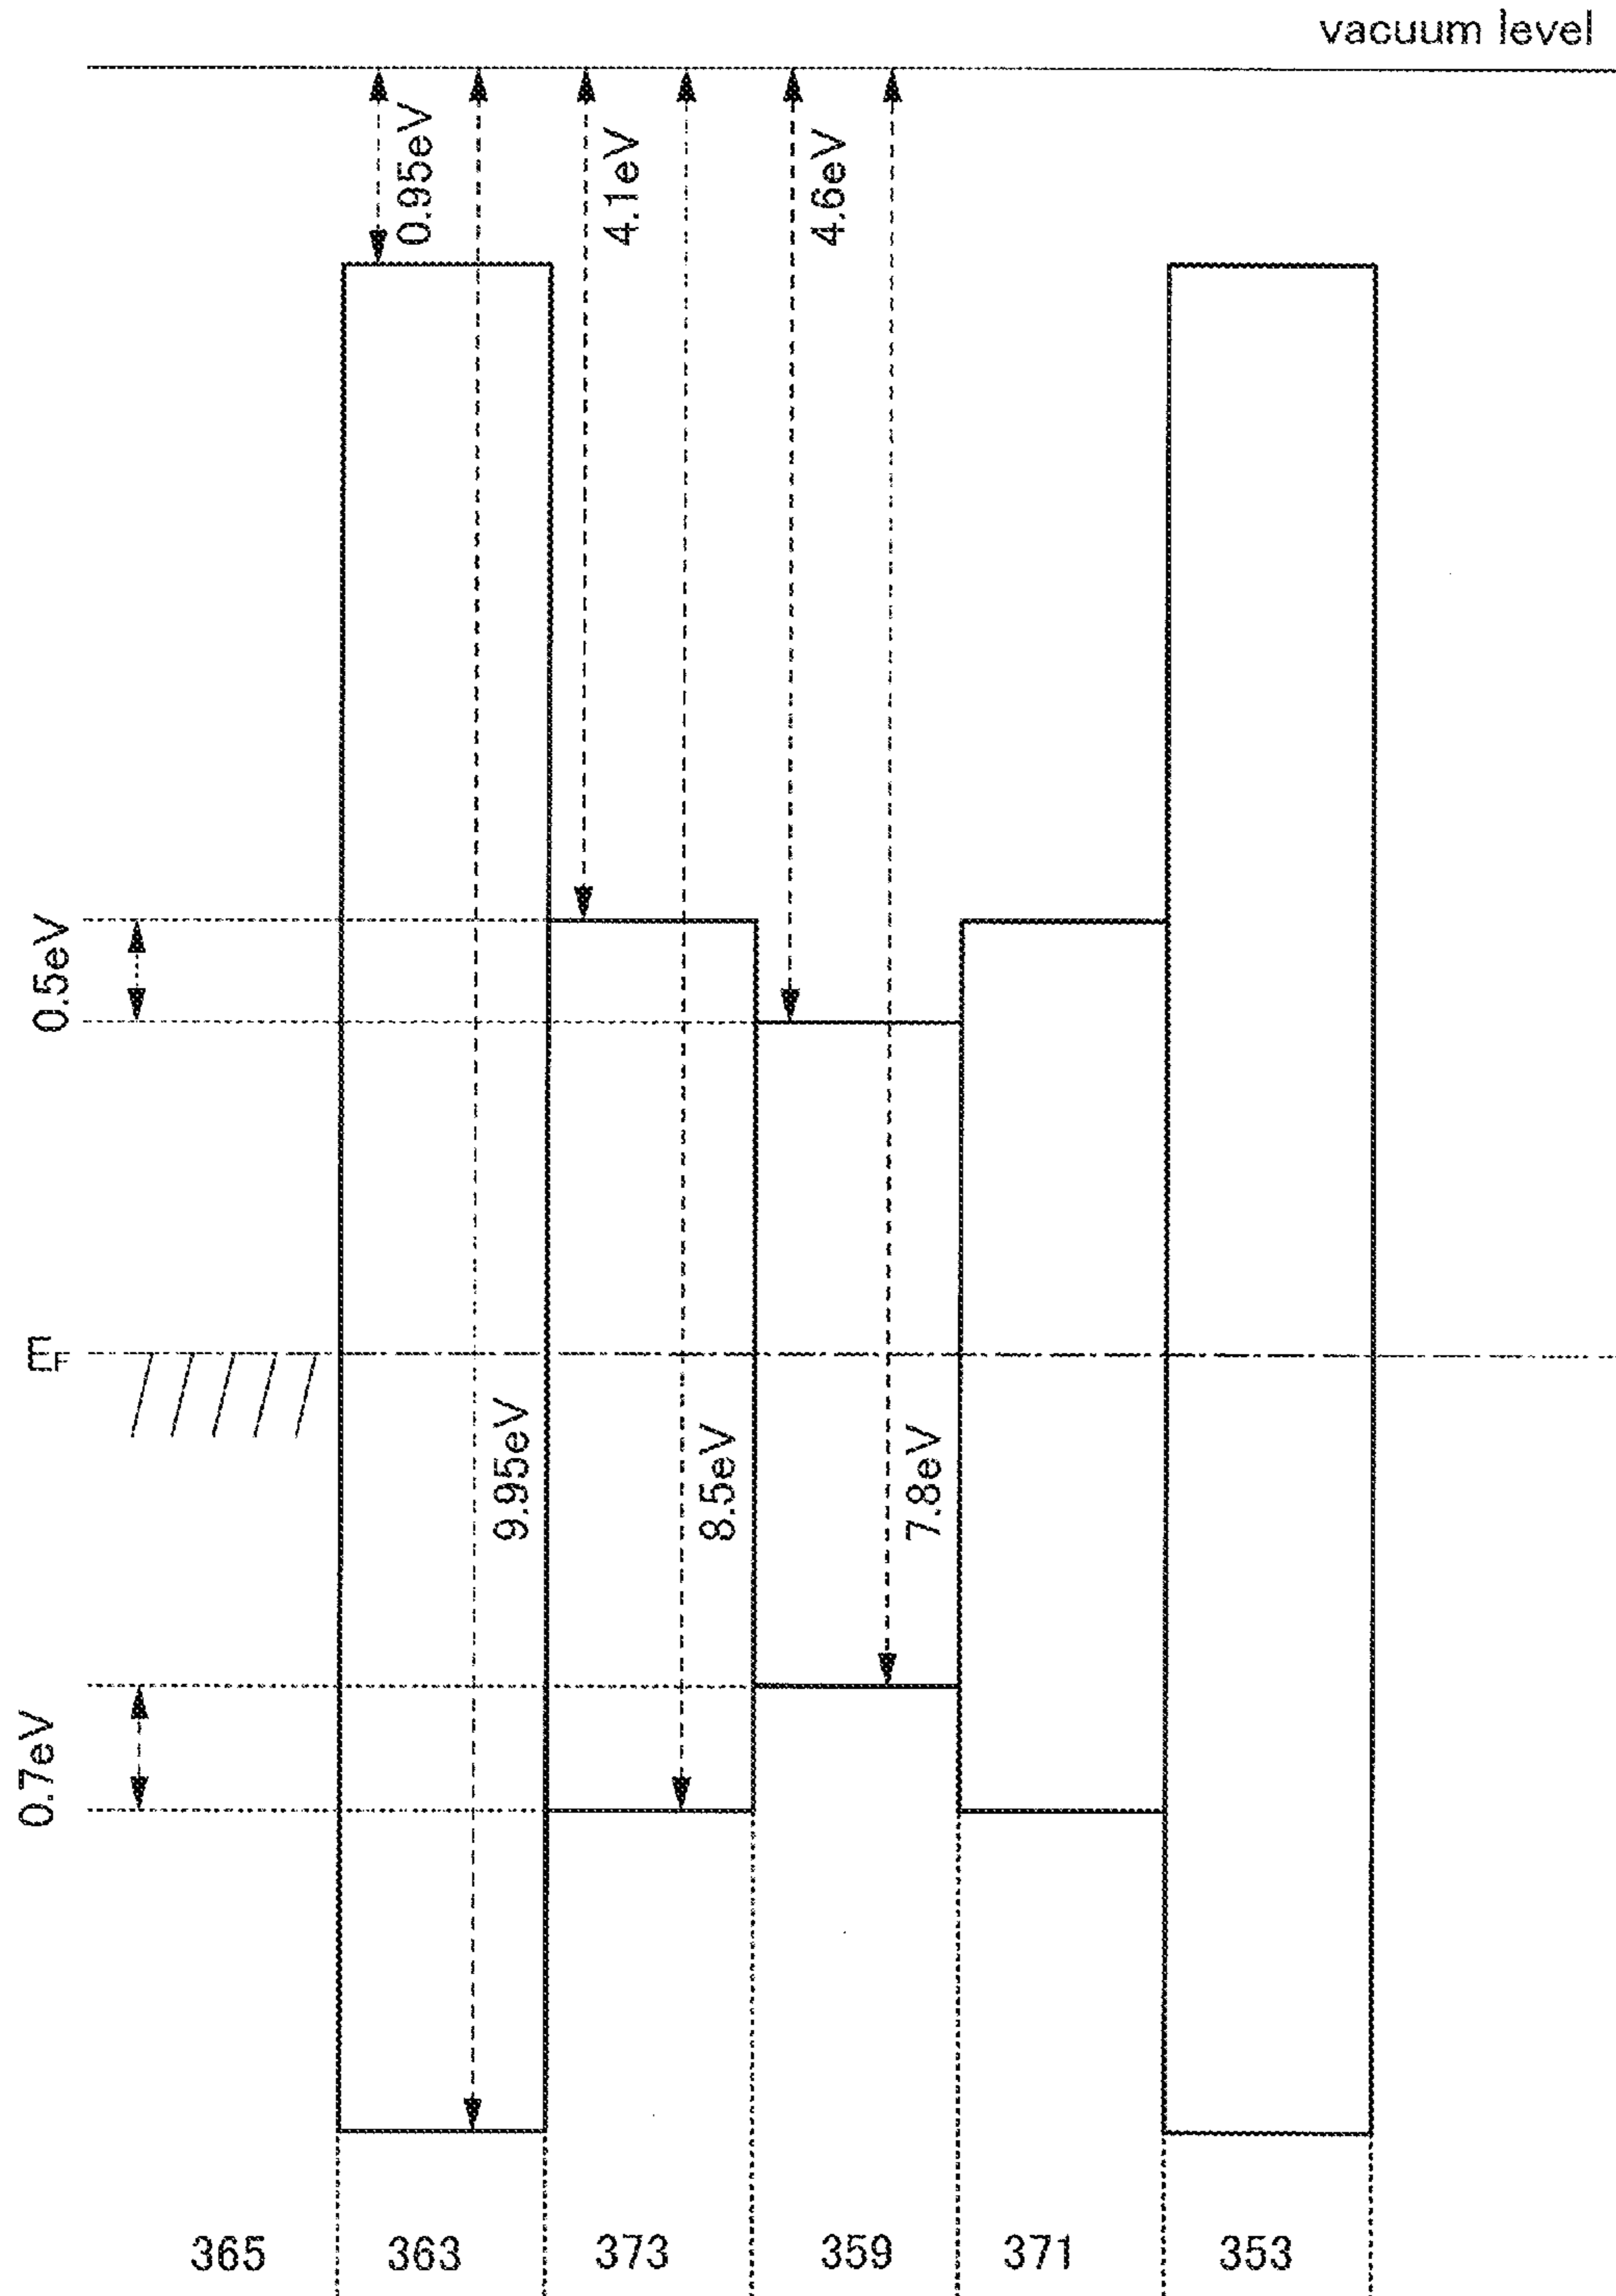 vacuum level
0.95eV
4.1eV
4.6eV
0.5eV
EF
9.95eV
8.5eV
7.8eV
0.7eV
365 363 373 359 371 353